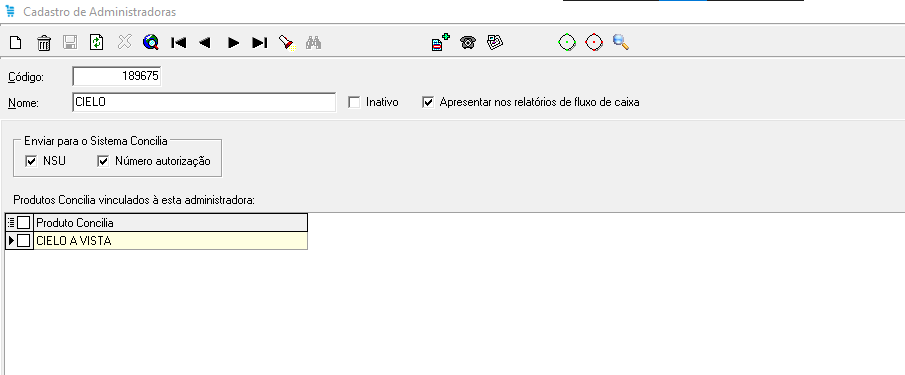 Cadastro de Administradoras
Código: 189675
Nome: CIELO Inativo Apresentar nos relatórios de fluxo de caixa
Enviar para o Sistema Concilia
NSU Número autorização
Produtos Concilia vinculados à esta administradora:
Produto Concilia
CIELO A VISTA